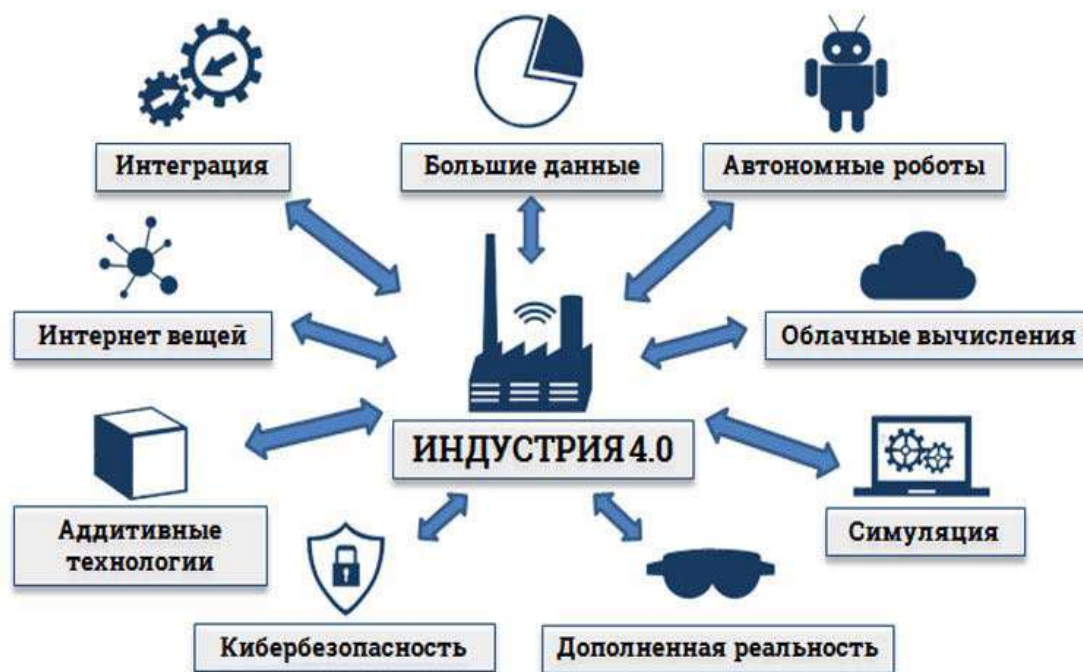 Интеграция
Большие данные
Автономные роботы
Интернет вещей
Облачные вычисления
ИНДУСТРИЯ 4.0
Аддитивные
технологии
Симуляция
Кибербезопасность
Дополненная реальность